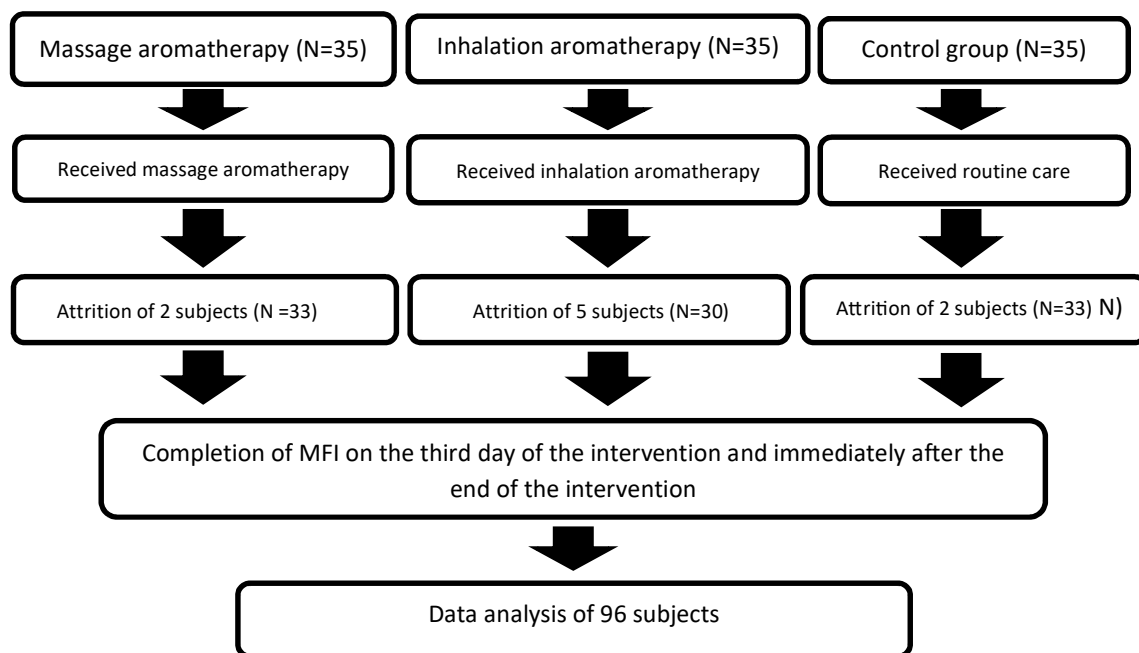 Massage aromatherapy (N=35)
Inhalation aromatherapy (N=35)
Control group (N=35)
Received massage aromatherapy
Received inhalation aromatherapy
Received routine care
Attrition of 2 subjects (N =33)
Attrition of 5 subjects (N=30)
Attrition of 2 subjects (N=33) N)
Completion of MFI on the third day of the intervention and immediately after the
end of the intervention
Data analysis of 96 subjects